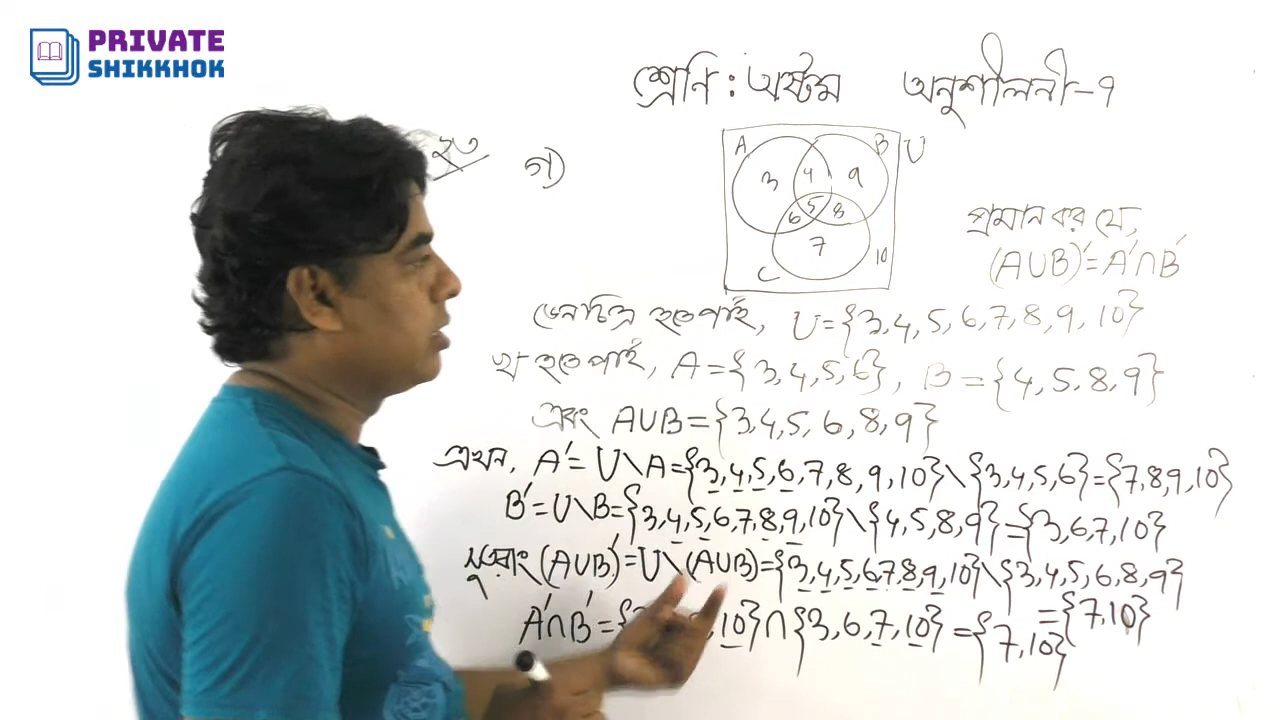 PRIVATE
SHIKKHOK
শ্রেণি : অষ্টম অনুশীলনী-৭
২৩
গ)
A B U
3 4 9
6 5 8
7
C 10
প্রমান কর যে,
(A∪B)′=A′∩B′
ভেনচিত্র হতে পাই, U={3,4,5,6,7,8,9,10}
খ হতে পাই, A={3,4,5,6}, B={4,5,8,9}
এবং A∪B={3,4,5,6,8,9}
এখন, A′=U\A={3,4,5,6,7,8,9,10}\{3,4,5,6}={7,8,9,10}
B′=U\B={3,4,5,6,7,8,9,10}\{4,5,8,9}={3,6,7,10}
সুতরাং (A∪B)′=U\(A∪B)={3,4,5,6,7,8,9,10}\{3,4,5,6,8,9}
={7,10}
A′∩B′={ ,10}∩{3,6,7,10}={7,10}